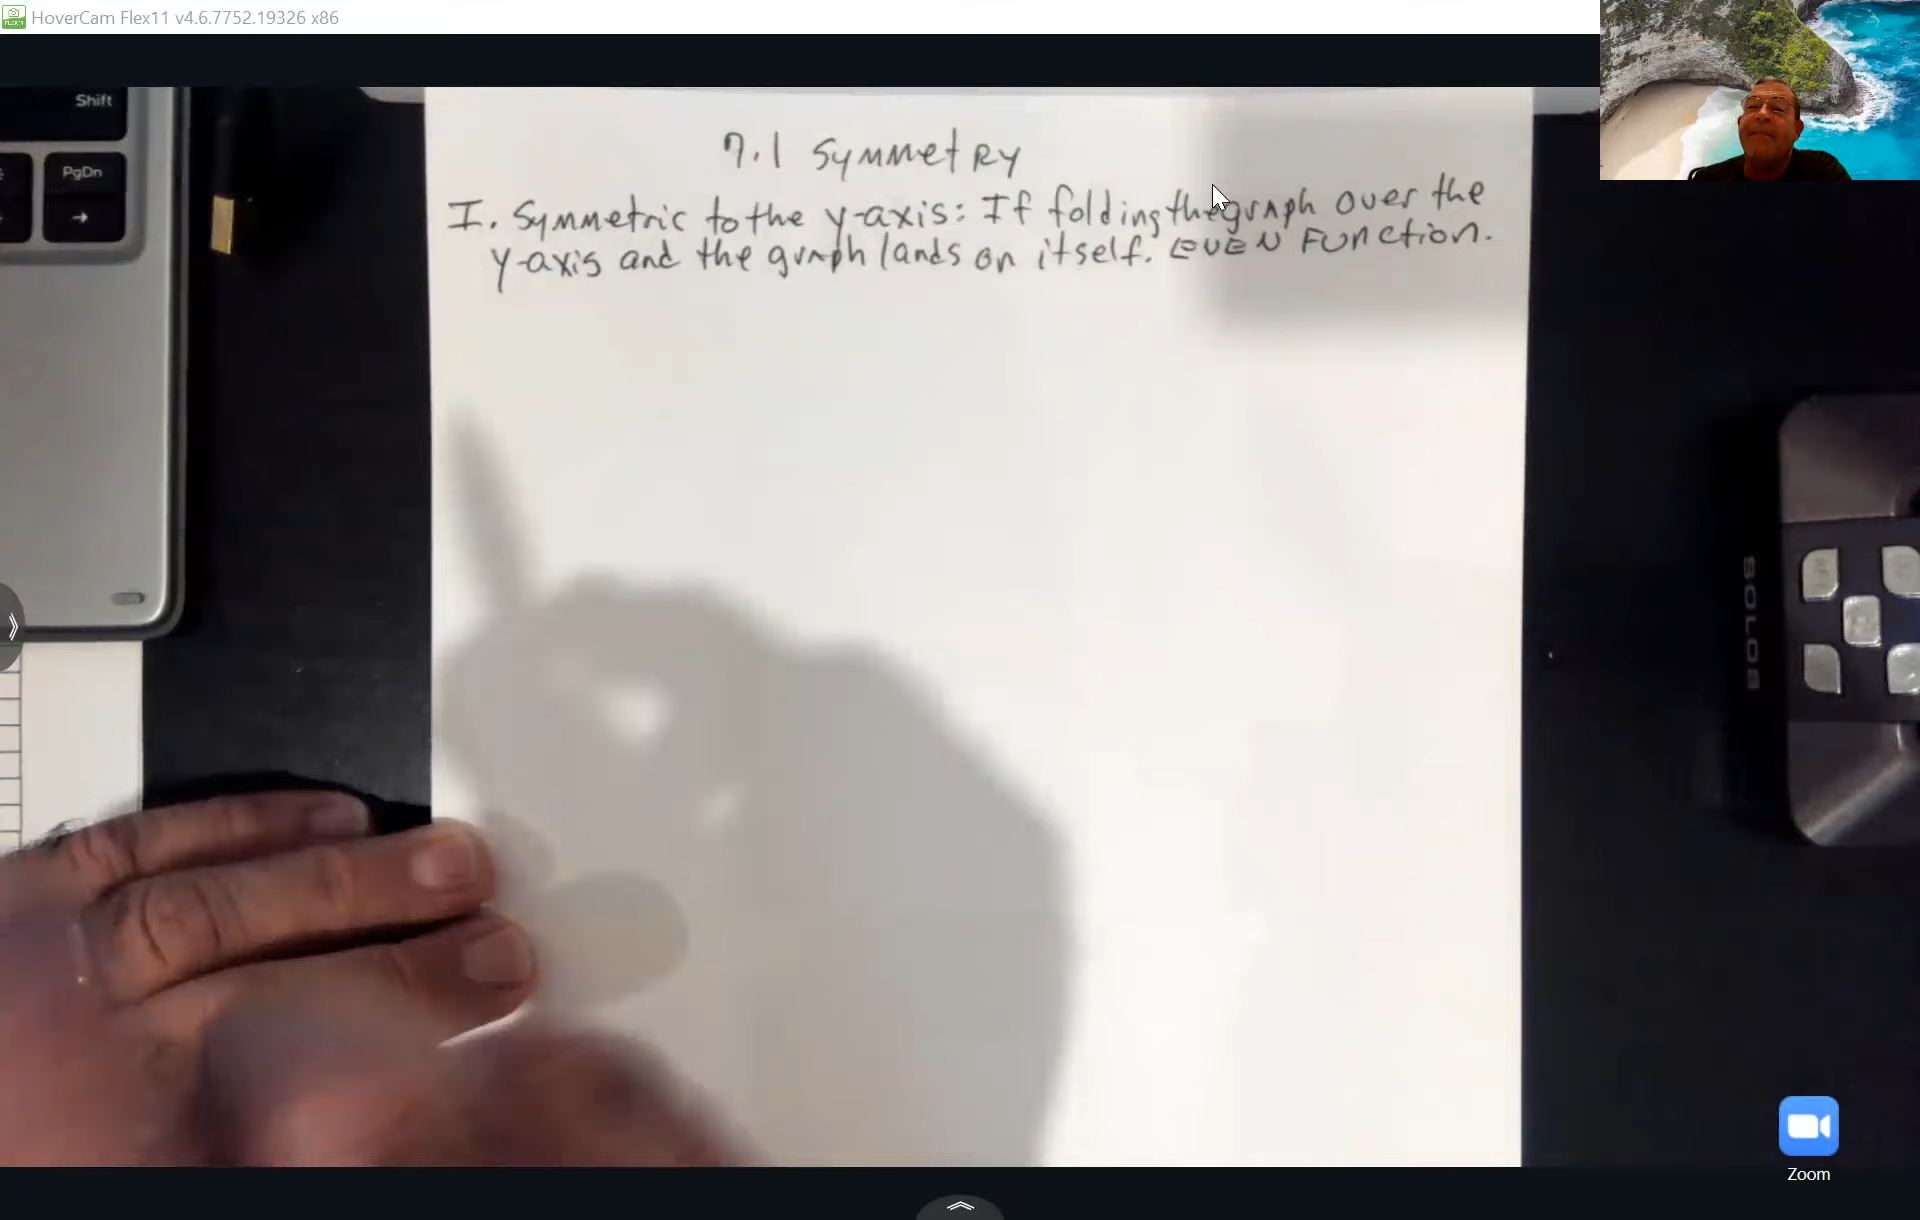 HoverCam Flex11 v4.6.7752.19326 x86
Shift
PgDn
→
7.1 Symmetry
I. Symmetric to the y-axis: If folding the graph over the
y-axis and the graph lands on itself. EVEN Function.
SOLO8
Zoom